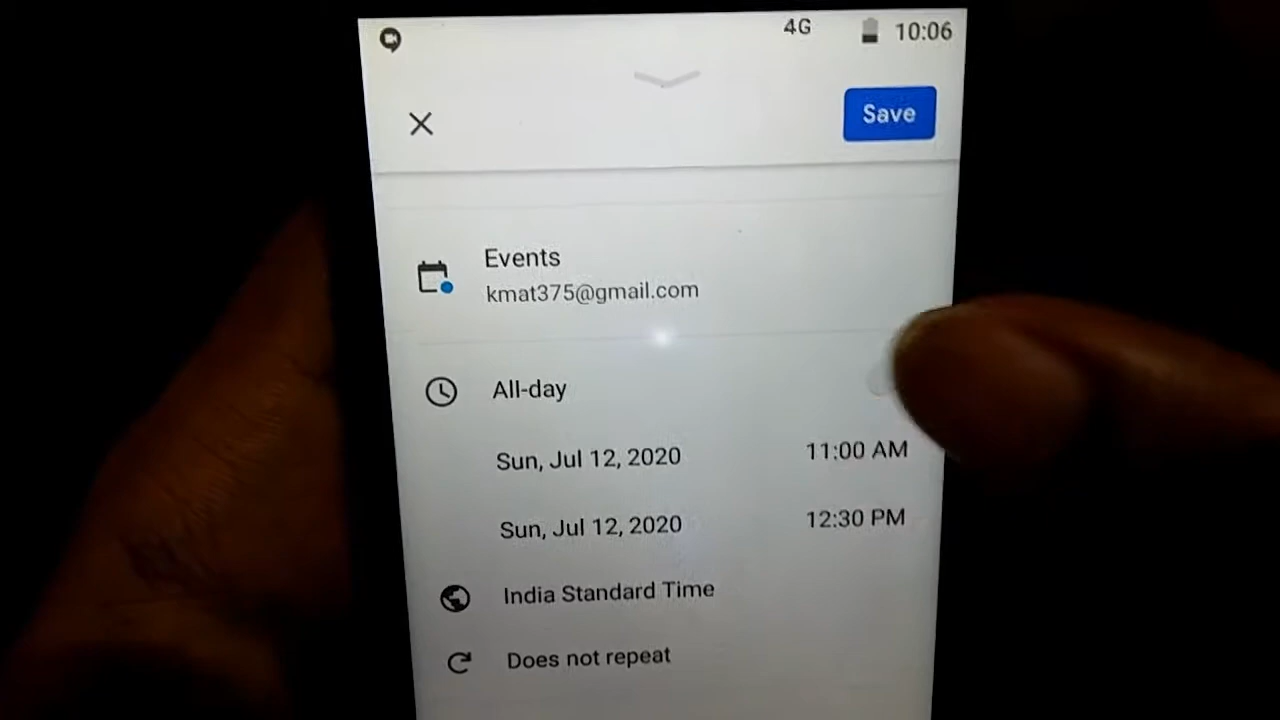 4G 10:06
Save
Events
kmat375@gmail.com
All-day
Sun, Jul 12, 2020 11:00 AM
Sun, Jul 12, 2020 12:30 PM
India Standard Time
Does not repeat